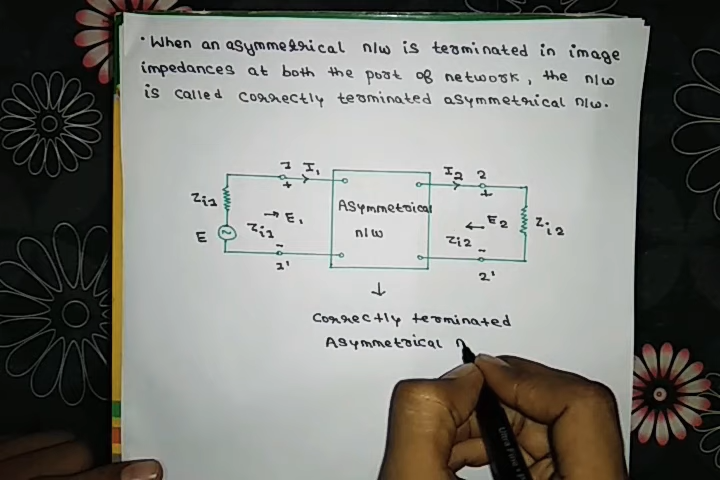 • When an asymmetrical n/w is terminated in image
impedances at both the port of network, the n/w
is called correctly terminated asymmetrical n/w.
1 I1 I2 2
+ +
Zi1 → E1 Asymmetrical ← E2 Zi2
E Zi1 n/w Zi2
- -
1' 2'
↓
Correctly terminated
Asymmetrical n